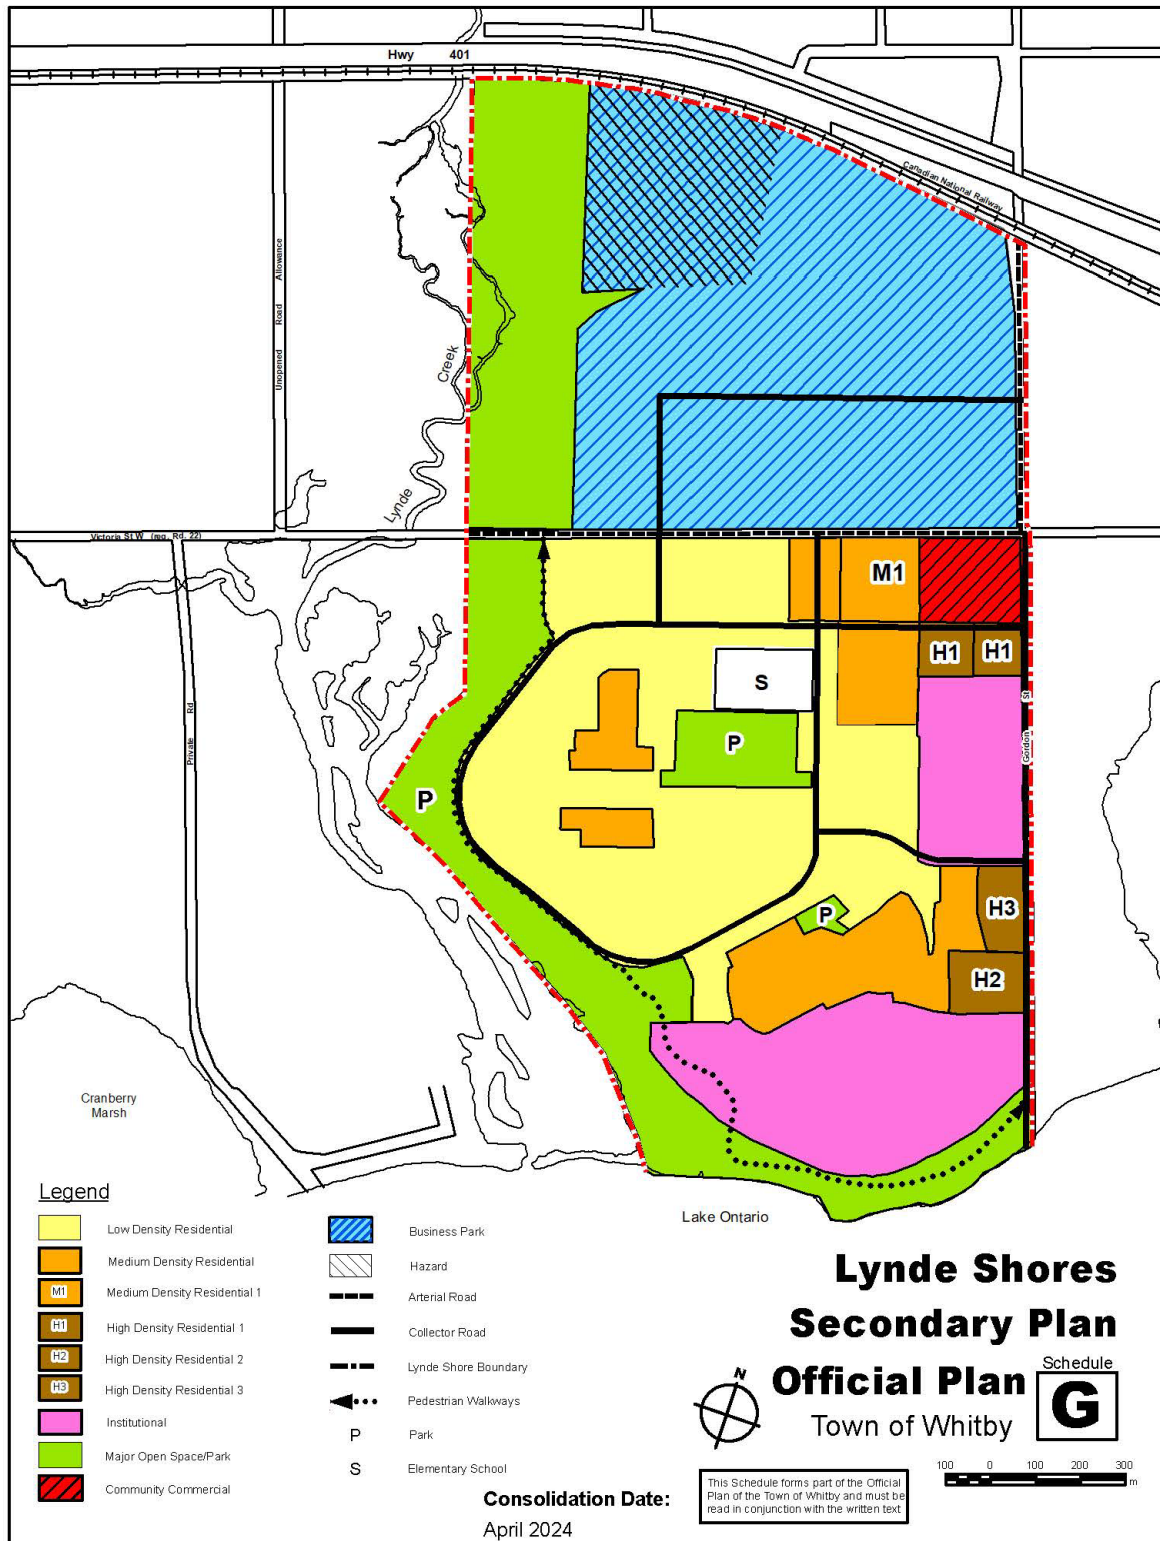 Hwy 401
Canadian National Railway
Unopened Road Allowance
Lynde Creek
Victoria St W (reg. Rd. 22)
M1
H1
H1
S
Gordon St
P
Private Rd
P
H3
P
H2
Cranberry
Marsh
Lake Ontario
Legend
Low Density Residential
Medium Density Residential
M1 Medium Density Residential 1
H1 High Density Residential 1
H2 High Density Residential 2
H3 High Density Residential 3
Institutional
Major Open Space/Park
Community Commercial
Business Park
Hazard
Arterial Road
Collector Road
Lynde Shore Boundary
Pedestrian Walkways
P Park
S Elementary School
Consolidation Date:
April 2024
Lynde Shores
Secondary Plan
Official Plan
Town of Whitby
Schedule
G
N
This Schedule forms part of the Official
Plan of the Town of Whitby and must be
read in conjunction with the written text
100 0 100 200 300
m